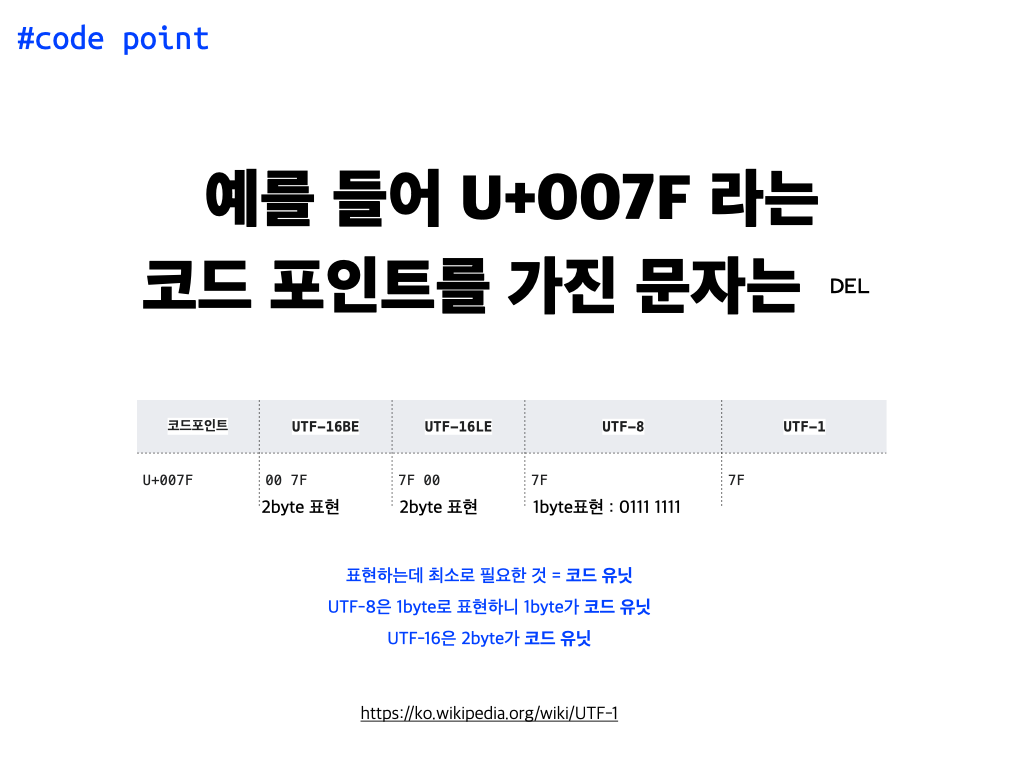 #code point
예를 들어 U+007F 라는
코드 포인트를 가진 문자는 DEL
코드포인트 UTF-16BE UTF-16LE UTF-8 UTF-1
U+007F 00 7F 7F 00 7F 7F
2byte 표현 2byte 표현 1byte표현 : 0111 1111
표현하는데 최소로 필요한 것 = 코드 유닛
UTF-8은 1byte로 표현하니 1byte가 코드 유닛
UTF-16은 2byte가 코드 유닛
https://ko.wikipedia.org/wiki/UTF-1